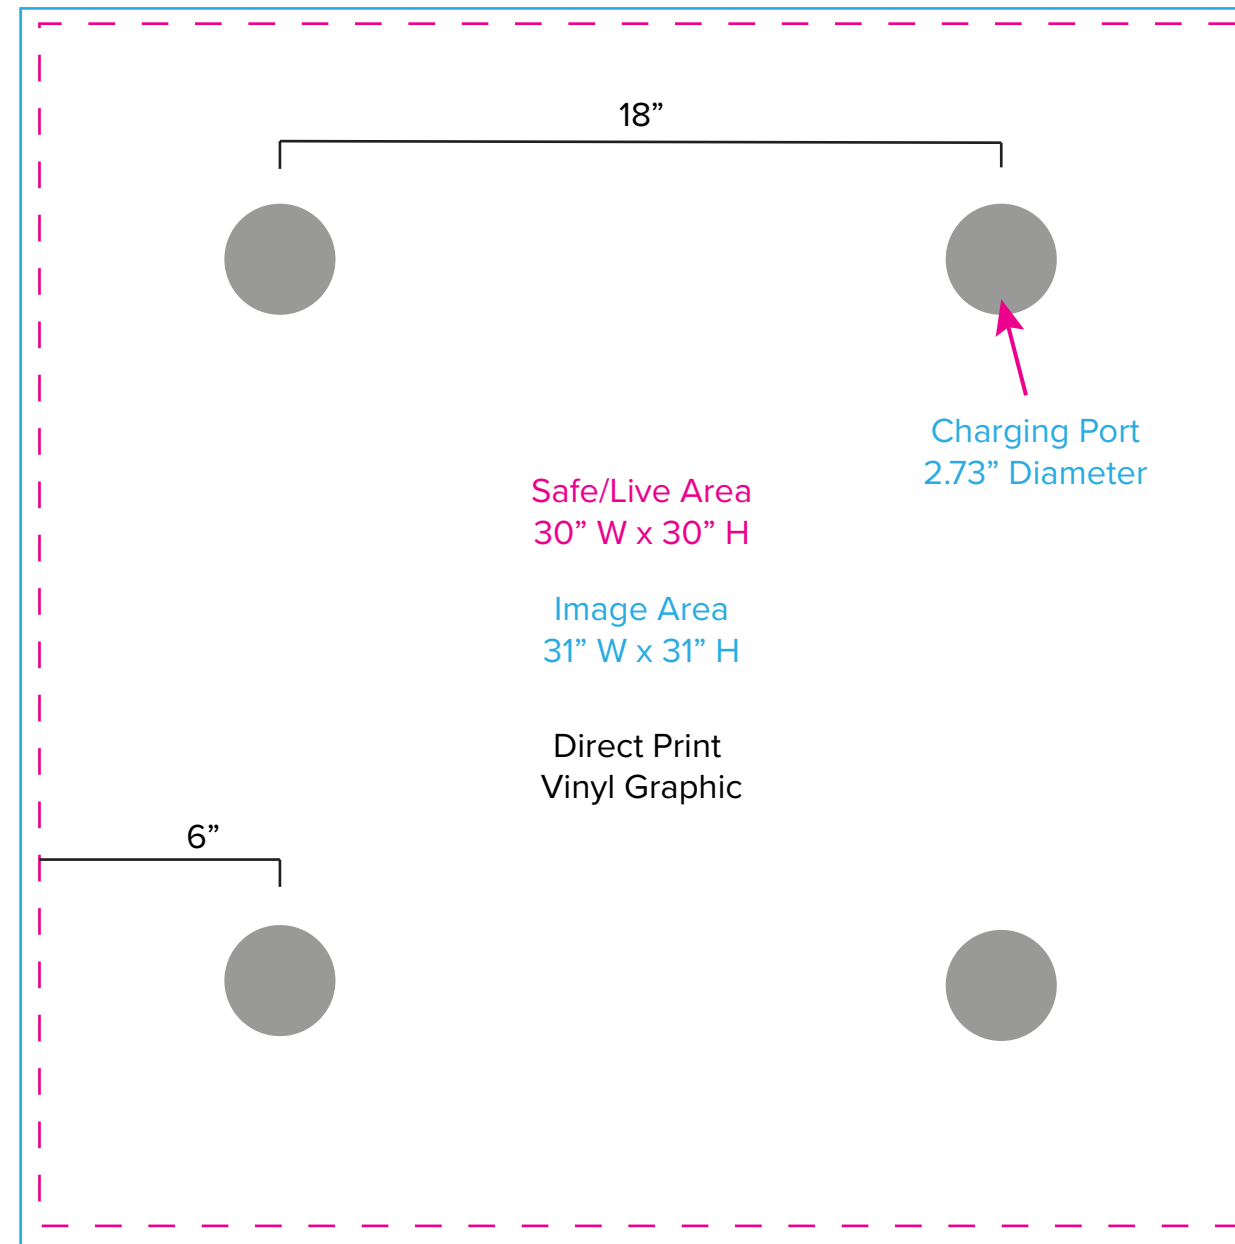 18”
Charging Port
2.73” Diameter
Safe/Live Area
30” W x 30” H
Image Area
31” W x 31” H
Direct Print
Vinyl Graphic
6”